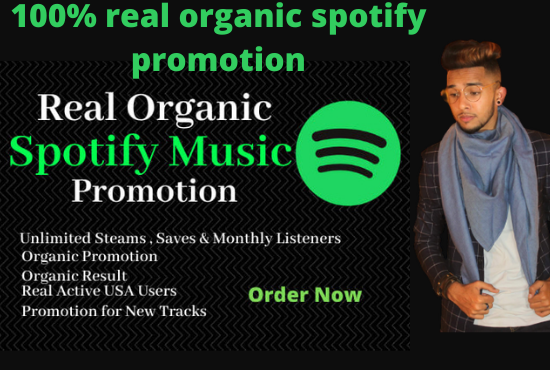 100% real organic spotify
promotion
Real Organic
Spotify Music
Promotion
Unlimited Steams , Saves & Monthly Listeners
Organic Promotion
Organic Result
Real Active USA Users
Promotion for New Tracks
Order Now